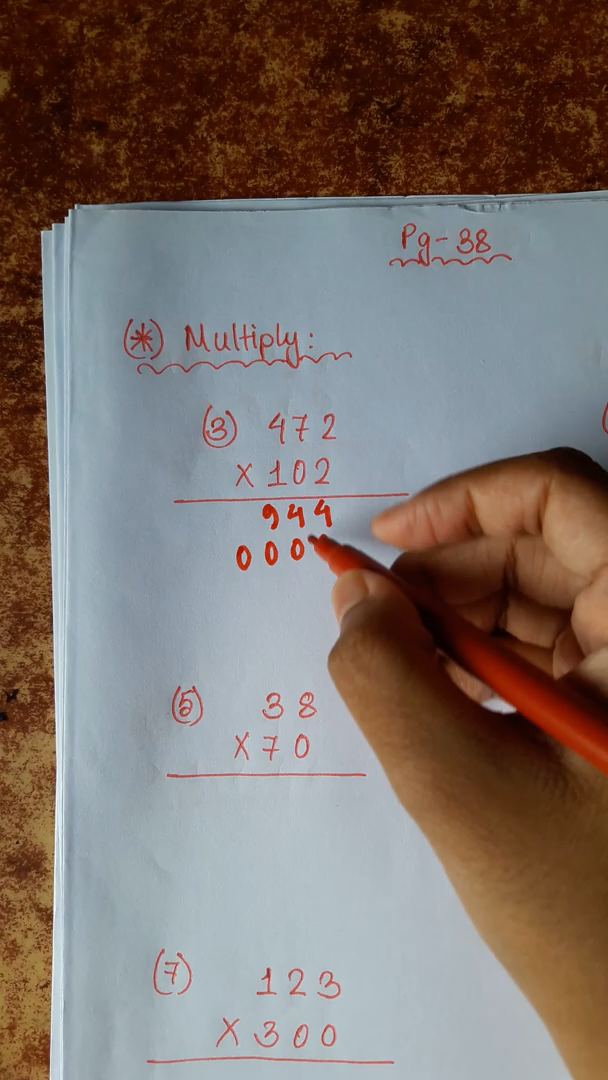 Pg-38
(*) Multiply:
(3) 472
X 102
944
000
(5) 38
X 70
(7) 123
X 300